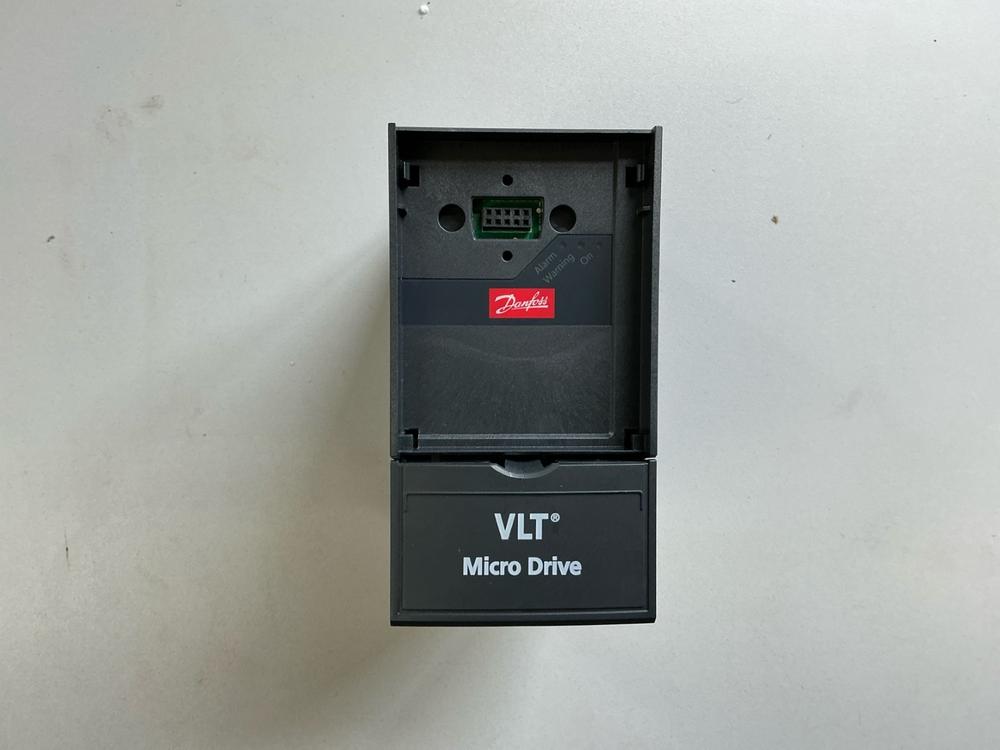 Alarm
Warning
On
Danfoss
VLT®
Micro Drive